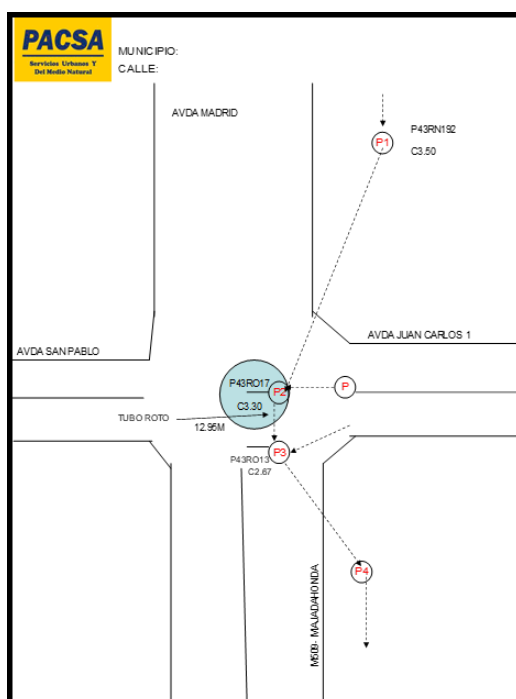 PACSA
Servicios Urbanos Y
Del Medio Natural
MUNICIPIO:
CALLE:
AVDA MADRID
P43RN192
P1
C3.50
AVDA SAN PABLO
AVDA JUAN CARLOS 1
P43RO17
P2
P
C3.30
TUBO ROTO
12.95M
P3
P43RO13
C2.67
P4
M509- MAJADAHONDA